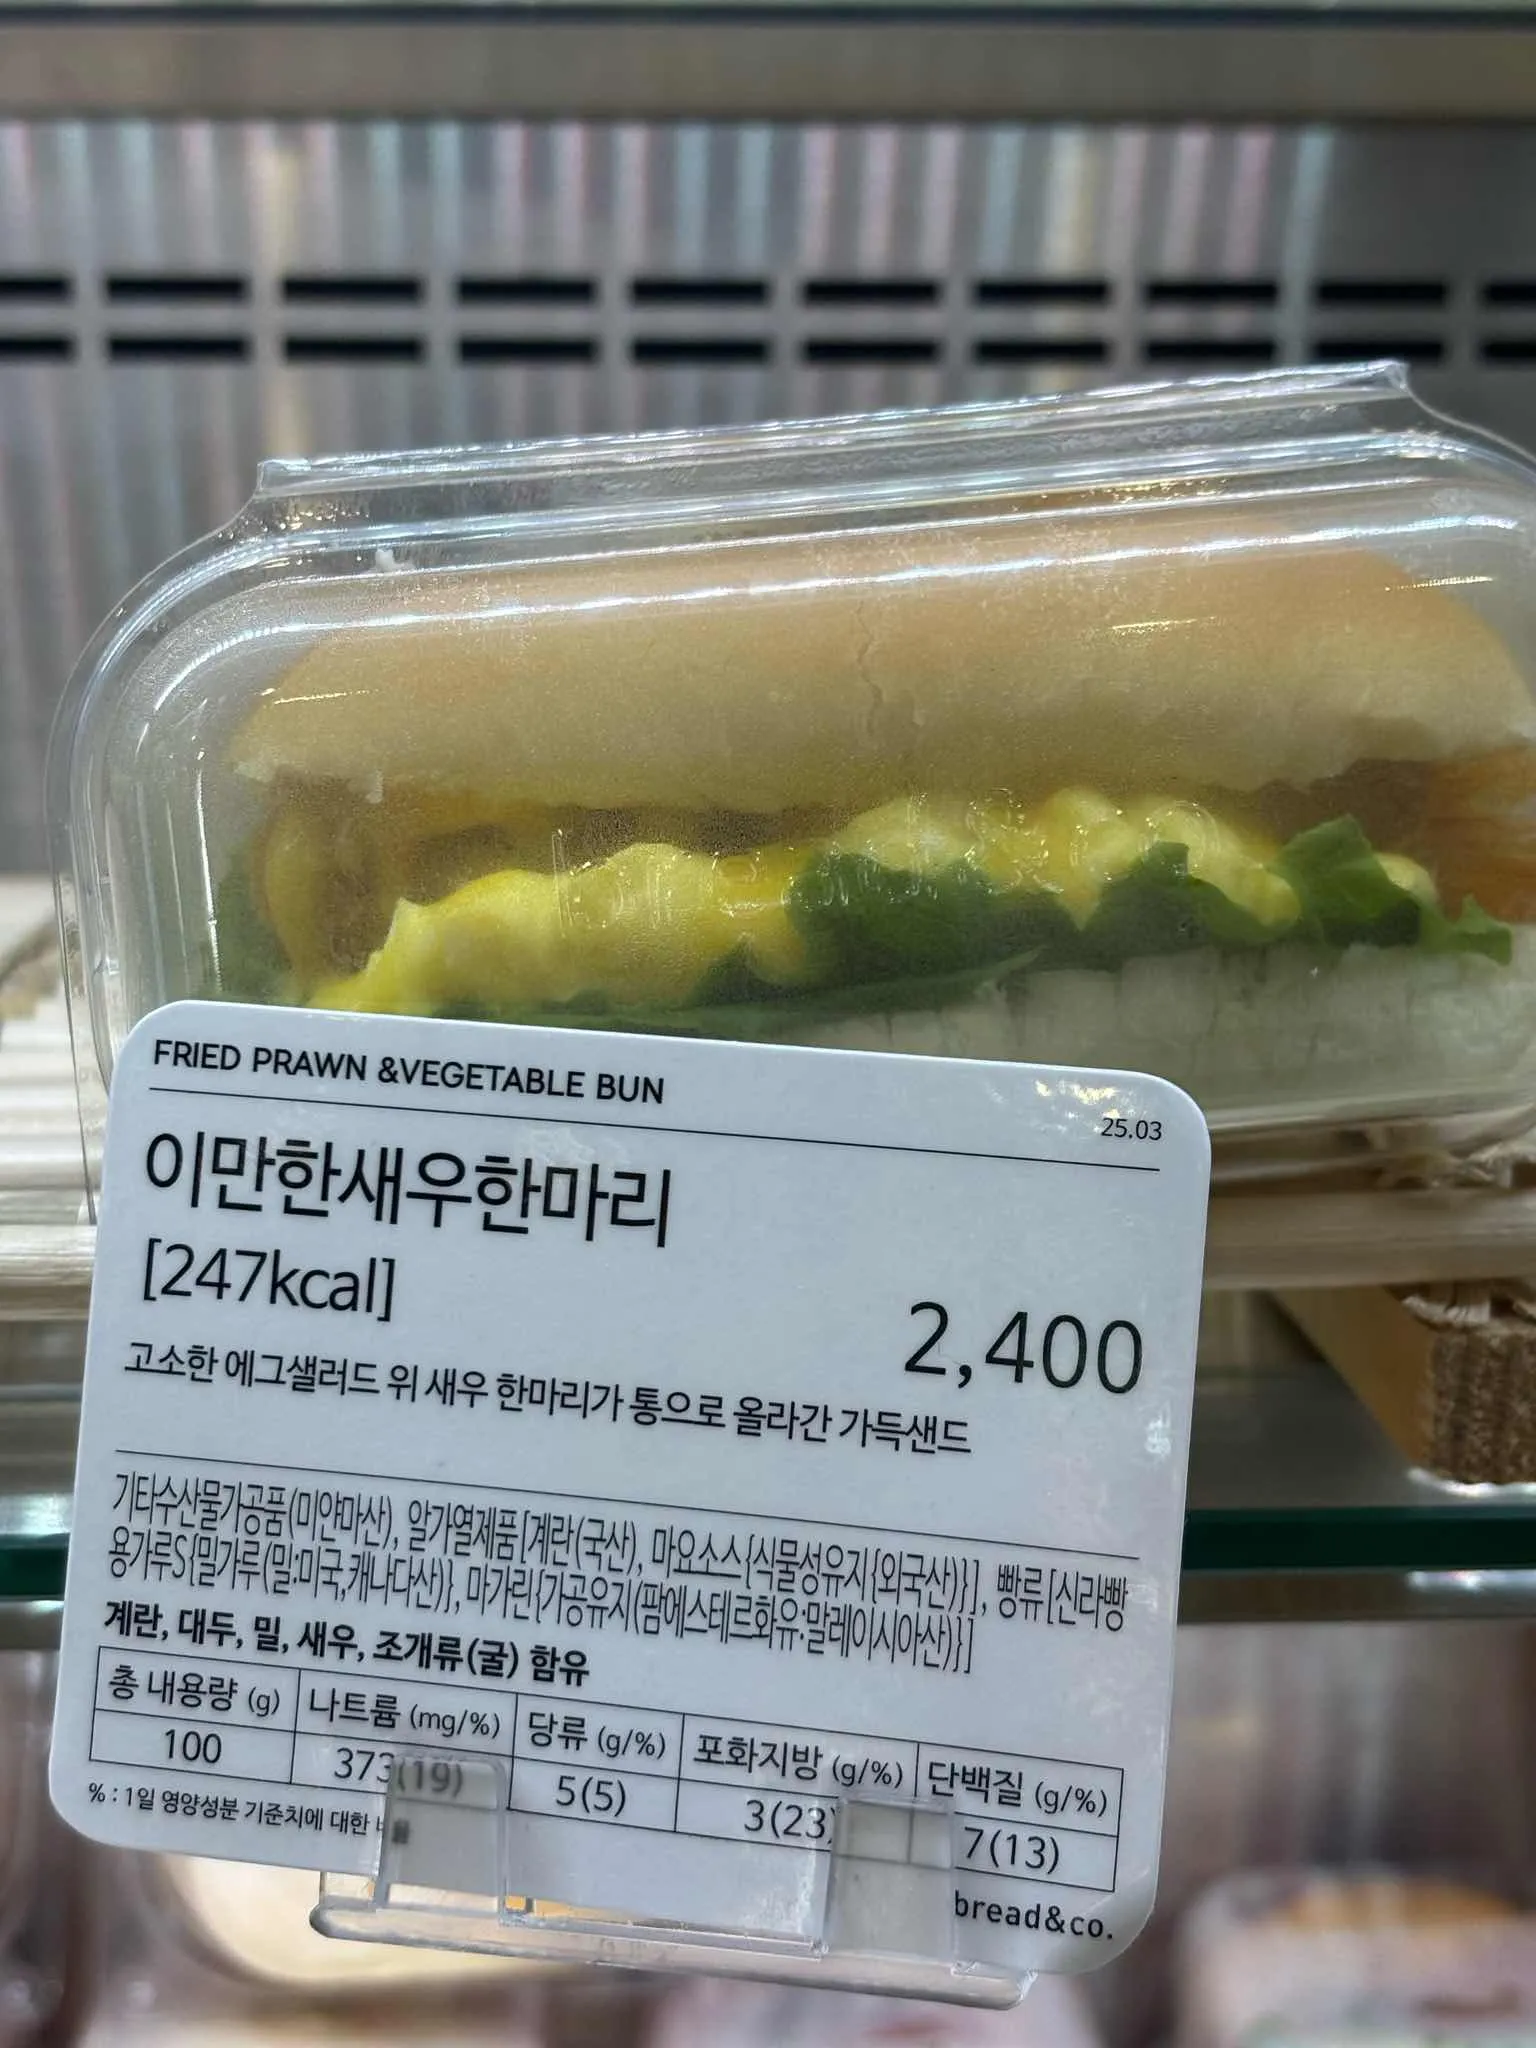 FRIED PRAWN &VEGETABLE BUN
25.03
이만한새우한마리
[247kcal]
2,400
고소한 에그샐러드 위 새우 한마리가 통으로 올라간 가득샌드
기타수산물가공품(미얀마산), 알가열제품[계란(국산), 마요소스{식물성유지{외국산)}], 빵류[신라빵
용가루S{밀가루(밀:미국,캐나다산)}, 마가린{가공유지(팜에스테르화유:말레이시아산)}]
계란, 대두, 밀, 새우, 조개류(굴) 함유
총 내용량 (g) 나트륨 (mg/%) 당류 (g/%) 포화지방 (g/%) 단백질 (g/%)
100 373(19) 5(5) 3(23) 7(13)
% : 1일 영양성분 기준치에 대한 비율
bread&co.